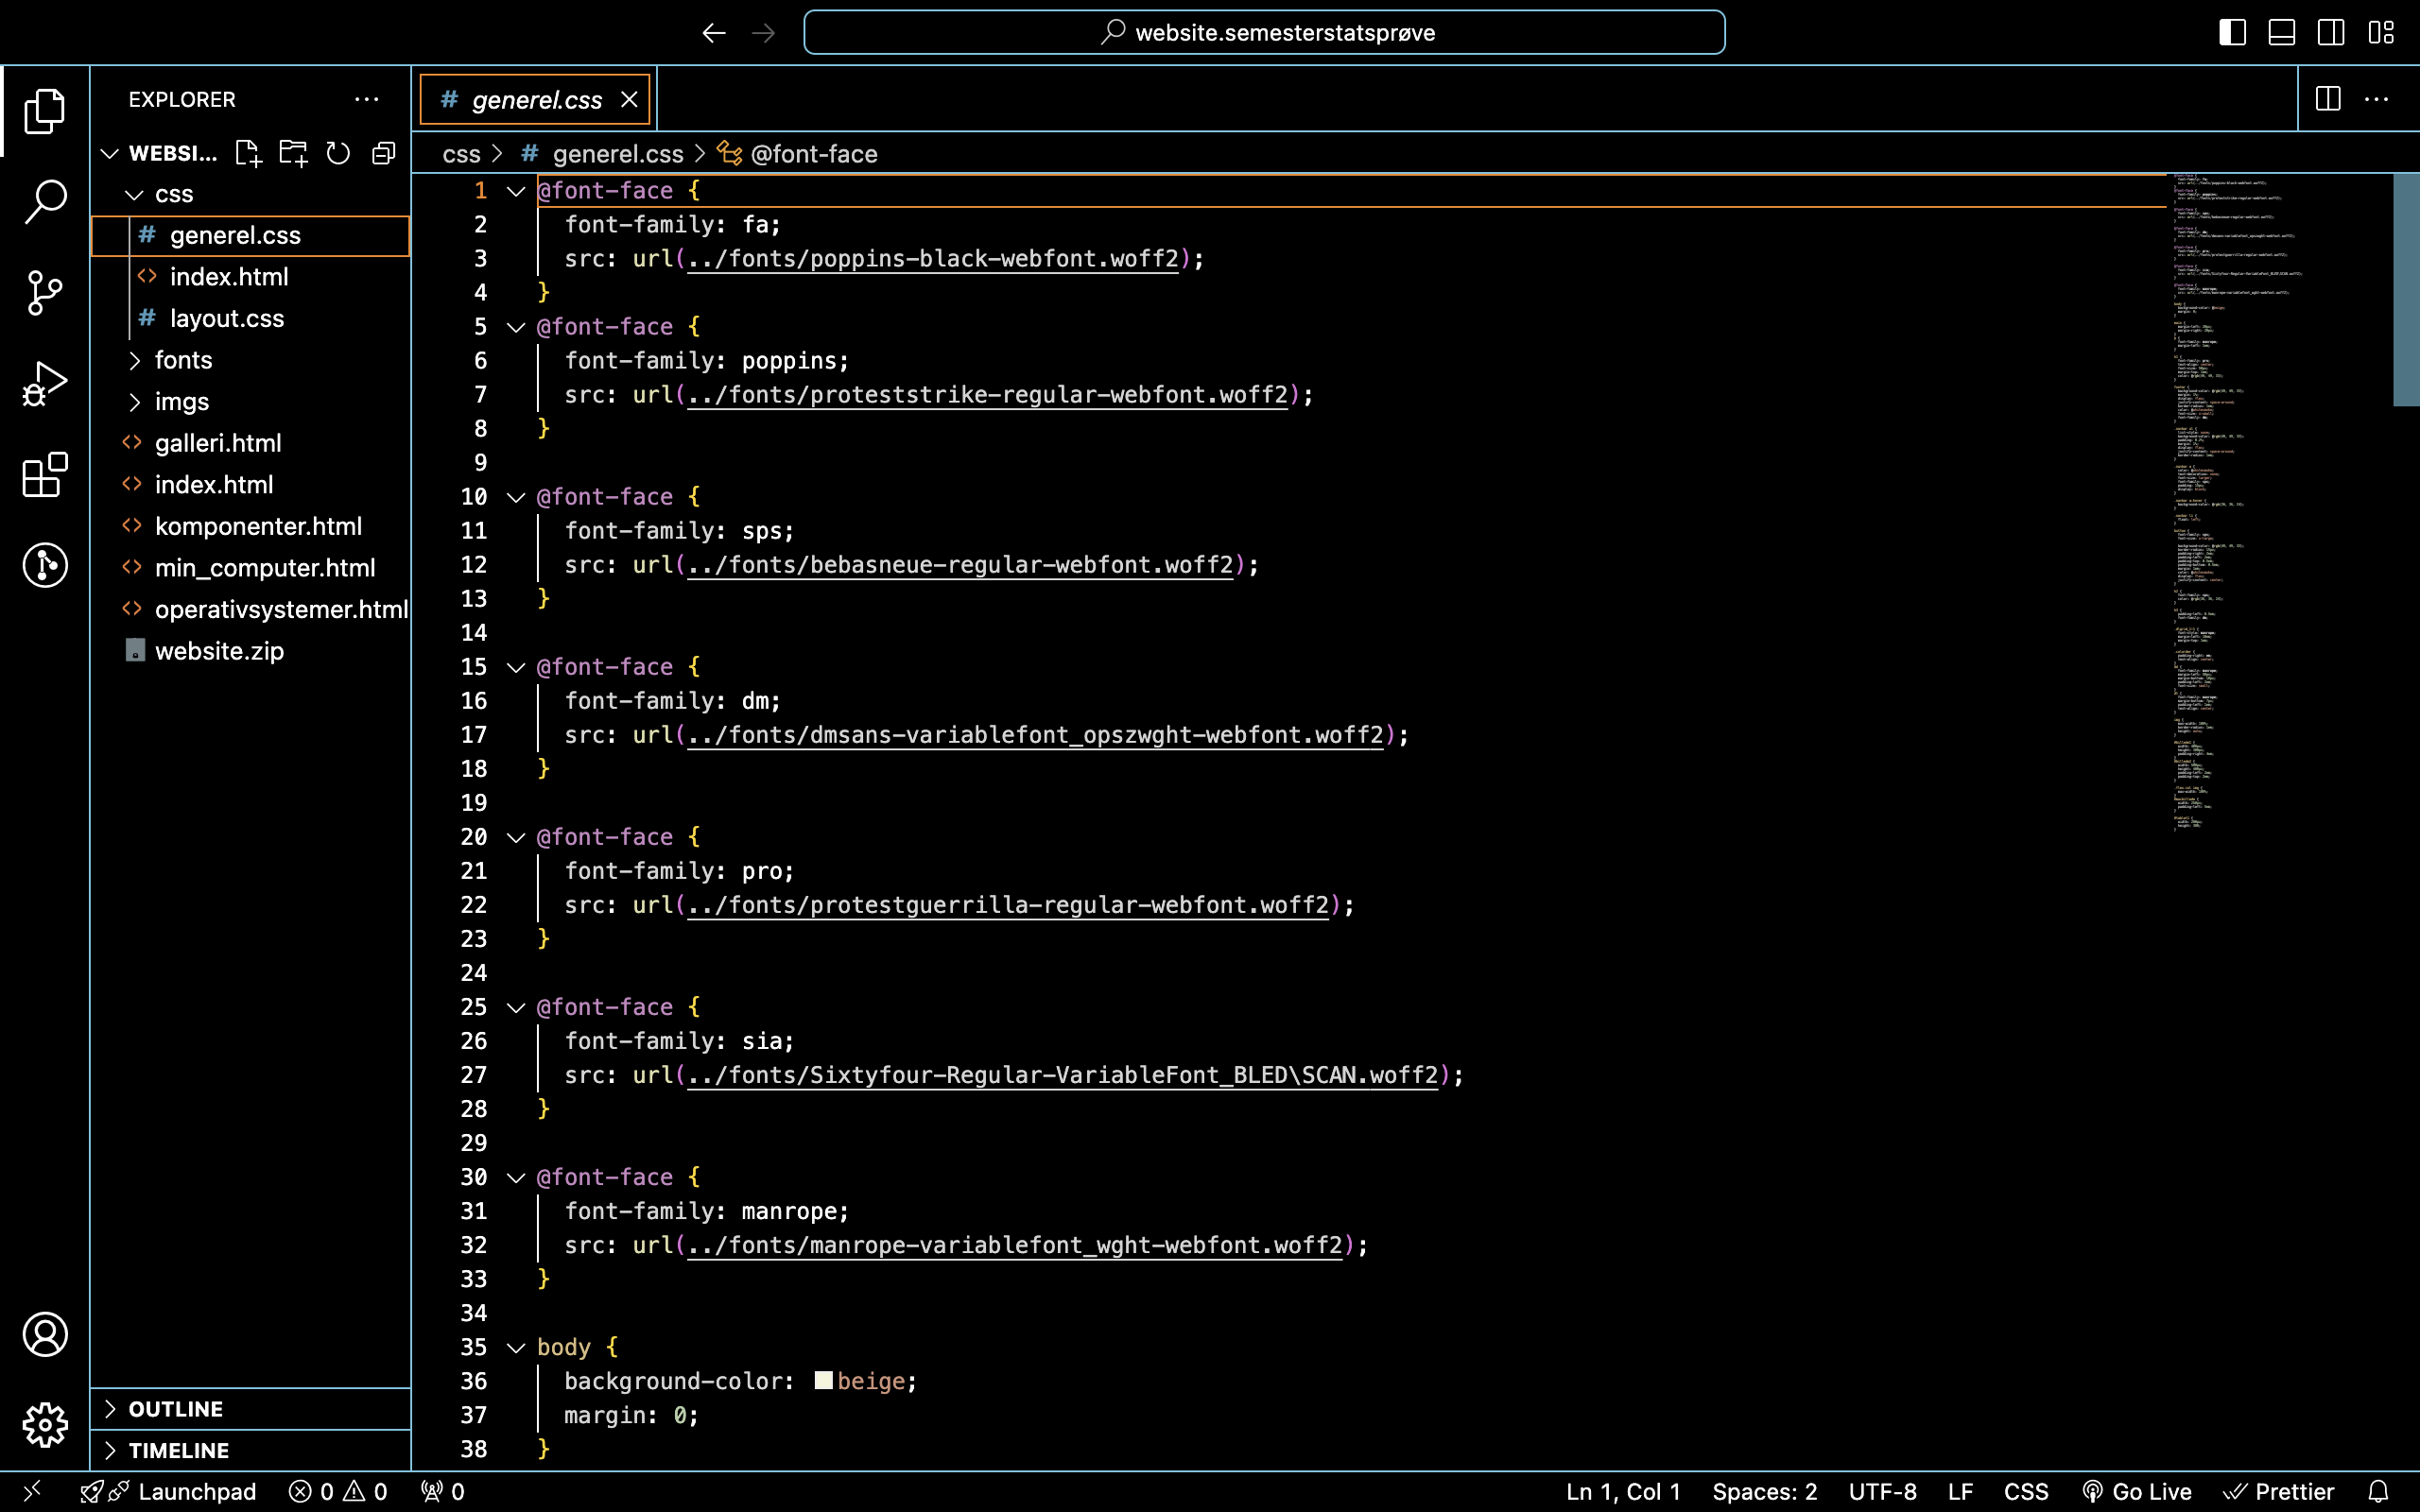 website.semesterstatsprøve
EXPLORER
WEBSI...
css
generel.css
index.html
layout.css
fonts
imgs
galleri.html
index.html
komponenter.html
min_computer.html
operativsystemer.html
website.zip
OUTLINE
TIMELINE
# generel.css
css > # generel.css > @font-face
1 @font-face {
2 font-family: fa;
3 src: url(../fonts/poppins-black-webfont.woff2);
4 }
5 @font-face {
6 font-family: poppins;
7 src: url(../fonts/proteststrike-regular-webfont.woff2);
8 }
9
10 @font-face {
11 font-family: sps;
12 src: url(../fonts/bebasneue-regular-webfont.woff2);
13 }
14
15 @font-face {
16 font-family: dm;
17 src: url(../fonts/dmsans-variablefont_opszwght-webfont.woff2);
18 }
19
20 @font-face {
21 font-family: pro;
22 src: url(../fonts/protestguerrilla-regular-webfont.woff2);
23 }
24
25 @font-face {
26 font-family: sia;
27 src: url(../fonts/Sixtyfour-Regular-VariableFont_BLED\SCAN.woff2);
28 }
29
30 @font-face {
31 font-family: manrope;
32 src: url(../fonts/manrope-variablefont_wght-webfont.woff2);
33 }
34
35 body {
36 background-color: beige;
37 margin: 0;
38 }
Launchpad 0 0 0 Ln 1, Col 1 Spaces: 2 UTF-8 LF CSS Go Live Prettier